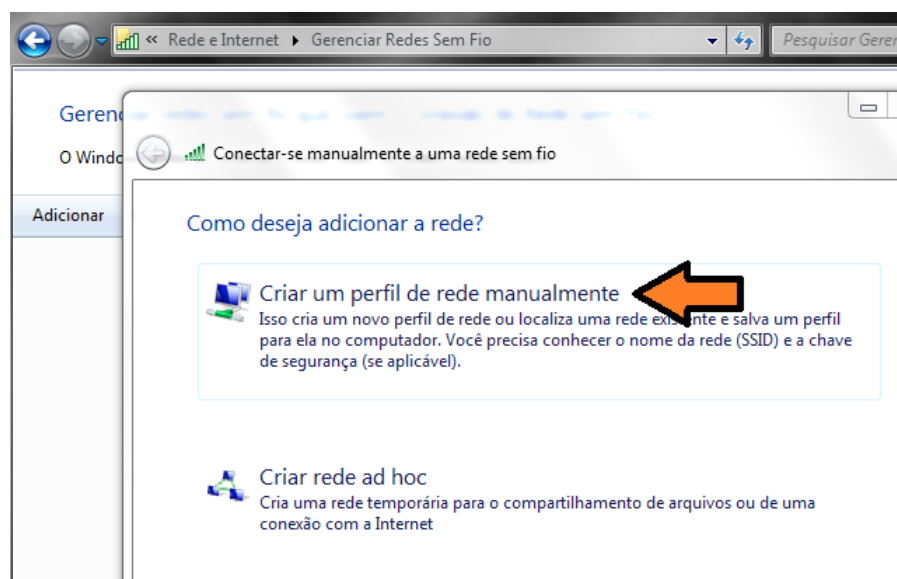 « Rede e Internet Gerenciar Redes Sem Fio Pesquisar Geren
Geren
O Windo
Conectar-se manualmente a uma rede sem fio
Adicionar
Como deseja adicionar a rede?
Criar um perfil de rede manualmente
Isso cria um novo perfil de rede ou localiza uma rede existente e salva um perfil
para ela no computador. Você precisa conhecer o nome da rede (SSID) e a chave
de segurança (se aplicável).
Criar rede ad hoc
Cria uma rede temporária para o compartilhamento de arquivos ou de uma
conexão com a Internet